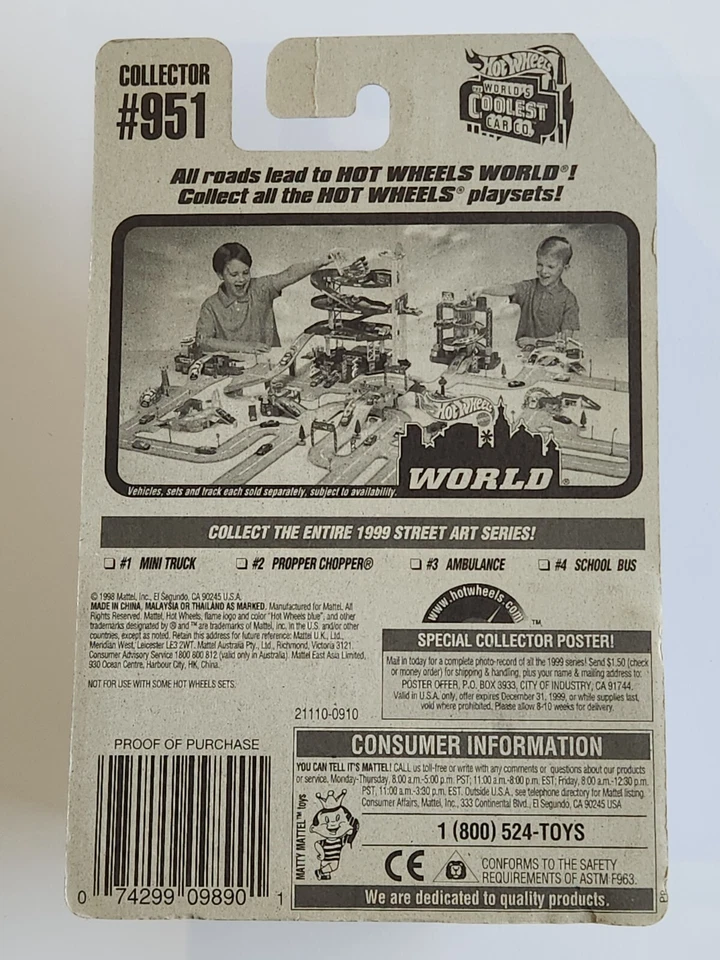 COLLECTOR
#951
HOT WHEELS
WORLD'S
COOLEST
CAR CO.™
All roads lead to HOT WHEELS WORLD®!
Collect all the HOT WHEELS® playsets!
HOT WHEELS
WORLD®
Vehicles, sets and track each sold separately, subject to availability.
COLLECT THE ENTIRE 1999 STREET ART SERIES!
❏ #1 MINI TRUCK ❏ #2 PROPPER CHOPPER® ❏ #3 AMBULANCE ❏ #4 SCHOOL BUS
© 1998 Mattel, Inc., El Segundo, CA 90245 U.S.A.
MADE IN CHINA, MALAYSIA OR THAILAND AS MARKED. Manufactured for Mattel. All
Rights Reserved. Mattel, Hot Wheels, flame logo and color "Hot Wheels blue", and other
trademarks designated by ® and ™ are trademarks of Mattel, Inc. in the U.S. and/or other
countries, except as noted. Retain this address for future reference: Mattel U.K., Ltd.,
Meridian West, Leicester LE3 2WT. Mattel Australia Pty., Ltd., Richmond, Victoria 3121.
Consumer Advisory Service 1800 800 812 (valid only in Australia). Mattel East Asia Limited,
930 Ocean Centre, Harbour City, HK, China.
NOT FOR USE WITH SOME HOT WHEELS SETS.
21110-0910
www.hotwheels.com
™
SPECIAL COLLECTOR POSTER!
Mail in today for a complete photo-record of all the 1999 series! Send $1.50 (check
or money order) for shipping & handling, plus your name & mailing address to:
POSTER OFFER, P.O. BOX 3933, CITY OF INDUSTRY, CA 91744.
Valid in U.S.A. only, offer expires December 31, 1999, or while supplies last,
void where prohibited. Please allow 8-10 weeks for delivery.
PROOF OF PURCHASE
0 74299 09890 1
CONSUMER INFORMATION
YOU CAN TELL IT'S MATTEL! CALL us toll-free or write with any comments or questions about our products
or service. Monday-Thursday, 8:00 a.m.-5:00 p.m. PST; 11:00 a.m.-8:00 p.m. EST; Friday, 8:00 a.m.-12:30 p.m.
PST, 11:00 a.m.-3:30 p.m. EST. Outside U.S.A., see telephone directory for Mattel listing.
Consumer Affairs, Mattel, Inc., 333 Continental Blvd., El Segundo, CA 90245 USA
MATTY MATTEL™ toys
1 (800) 524-TOYS
CE
CONFORMS TO THE SAFETY
REQUIREMENTS OF ASTM F963.
We are dedicated to quality products.
PP